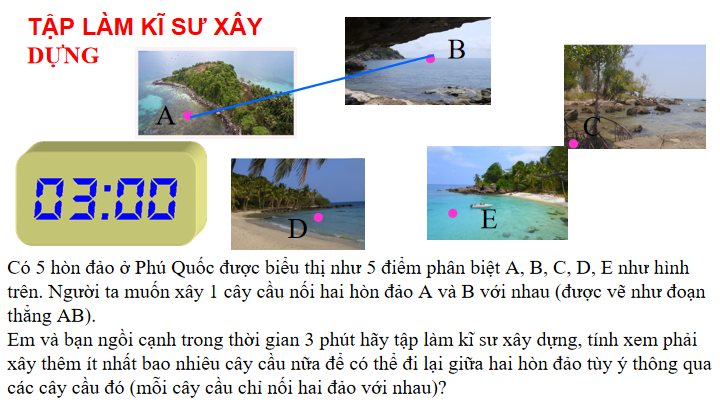 TẬP LÀM KĨ SƯ XÂY
DỰNG
A
B
C
03:00
D
E
Có 5 hòn đảo ở Phú Quốc được biểu thị như 5 điểm phân biệt A, B, C, D, E như hình
trên. Người ta muốn xây 1 cây cầu nối hai hòn đảo A và B với nhau (được vẽ như đoạn
thẳng AB).
Em và bạn ngồi cạnh trong thời gian 3 phút hãy tập làm kĩ sư xây dựng, tính xem phải
xây thêm ít nhất bao nhiêu cây cầu nữa để có thể đi lại giữa hai hòn đảo tùy ý thông qua
các cây cầu đó (mỗi cây cầu chỉ nối hai đảo với nhau)?